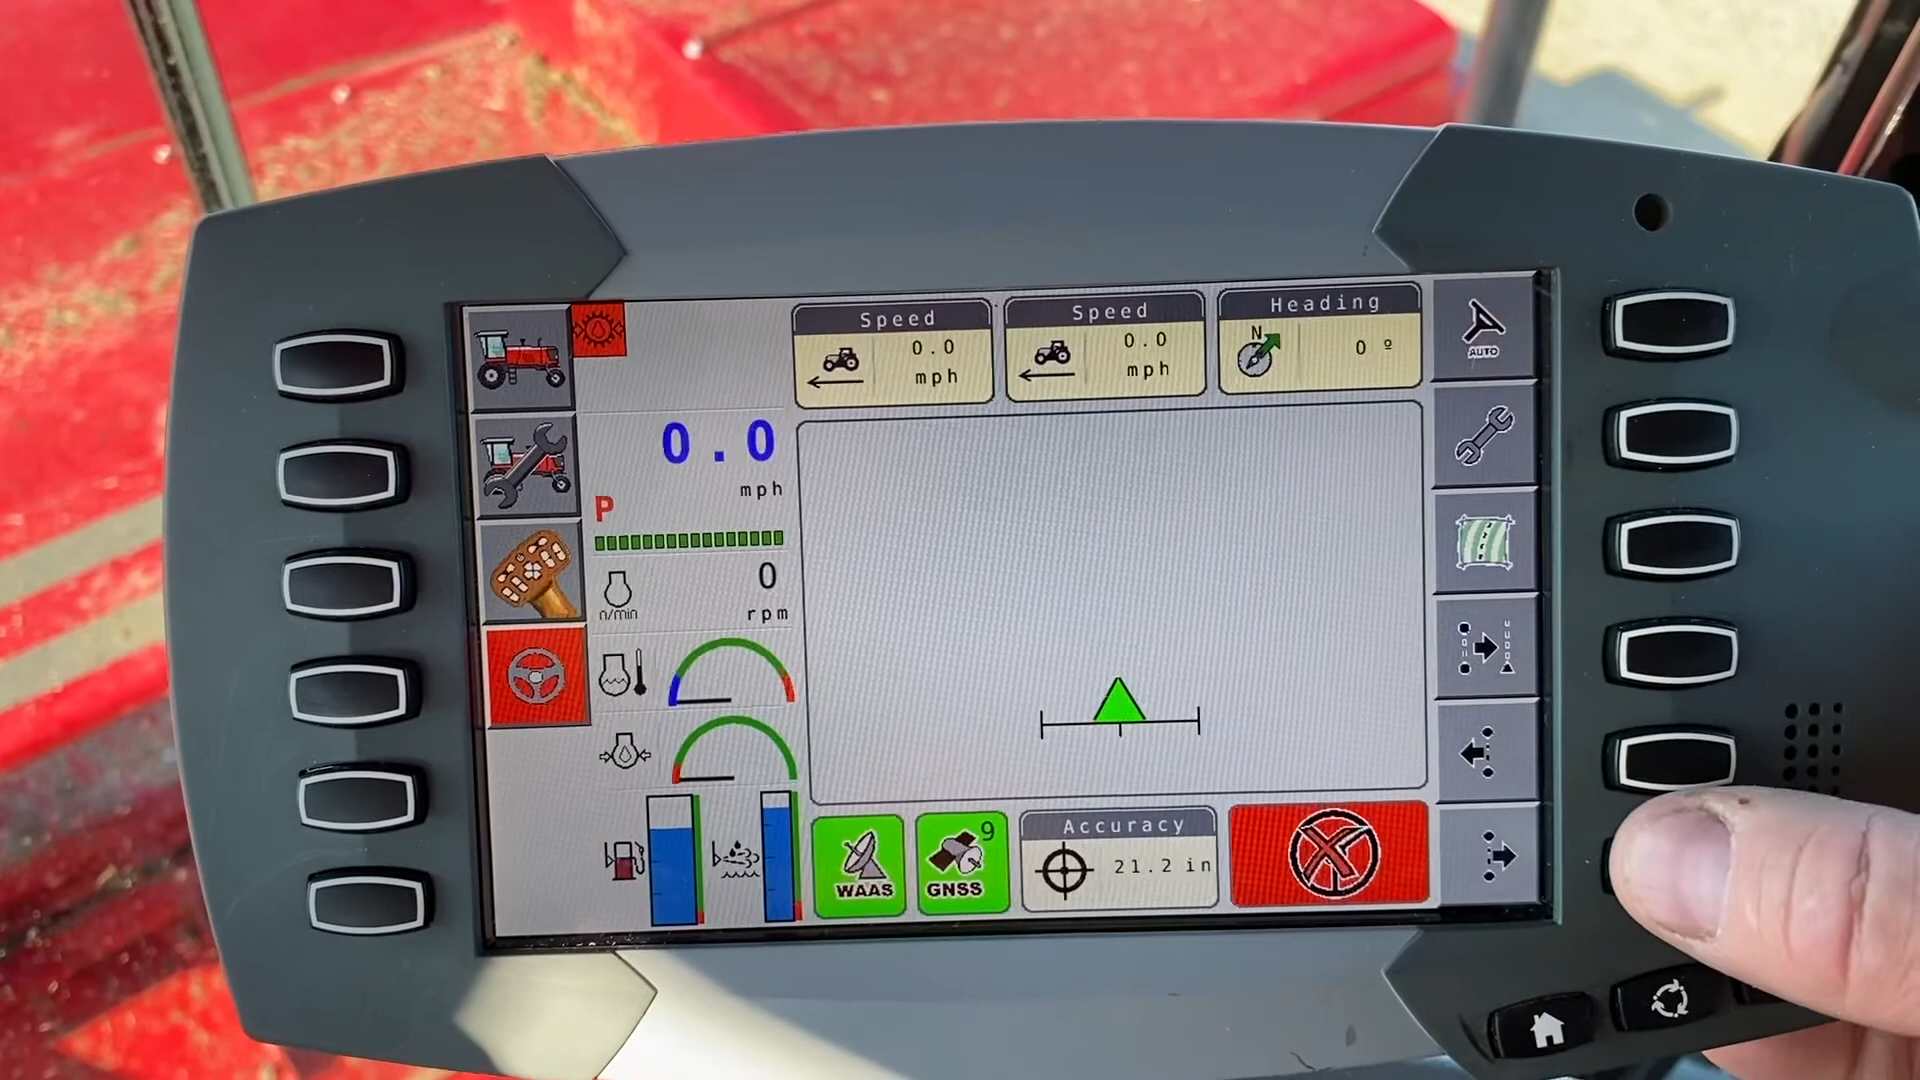 Speed
0.0
mph
Speed
0.0
mph
Heading
N
0 º
AUTO
0.0
mph
P
0
n/min
rpm
WAAS
9
GNSS
Accuracy
21.2 in